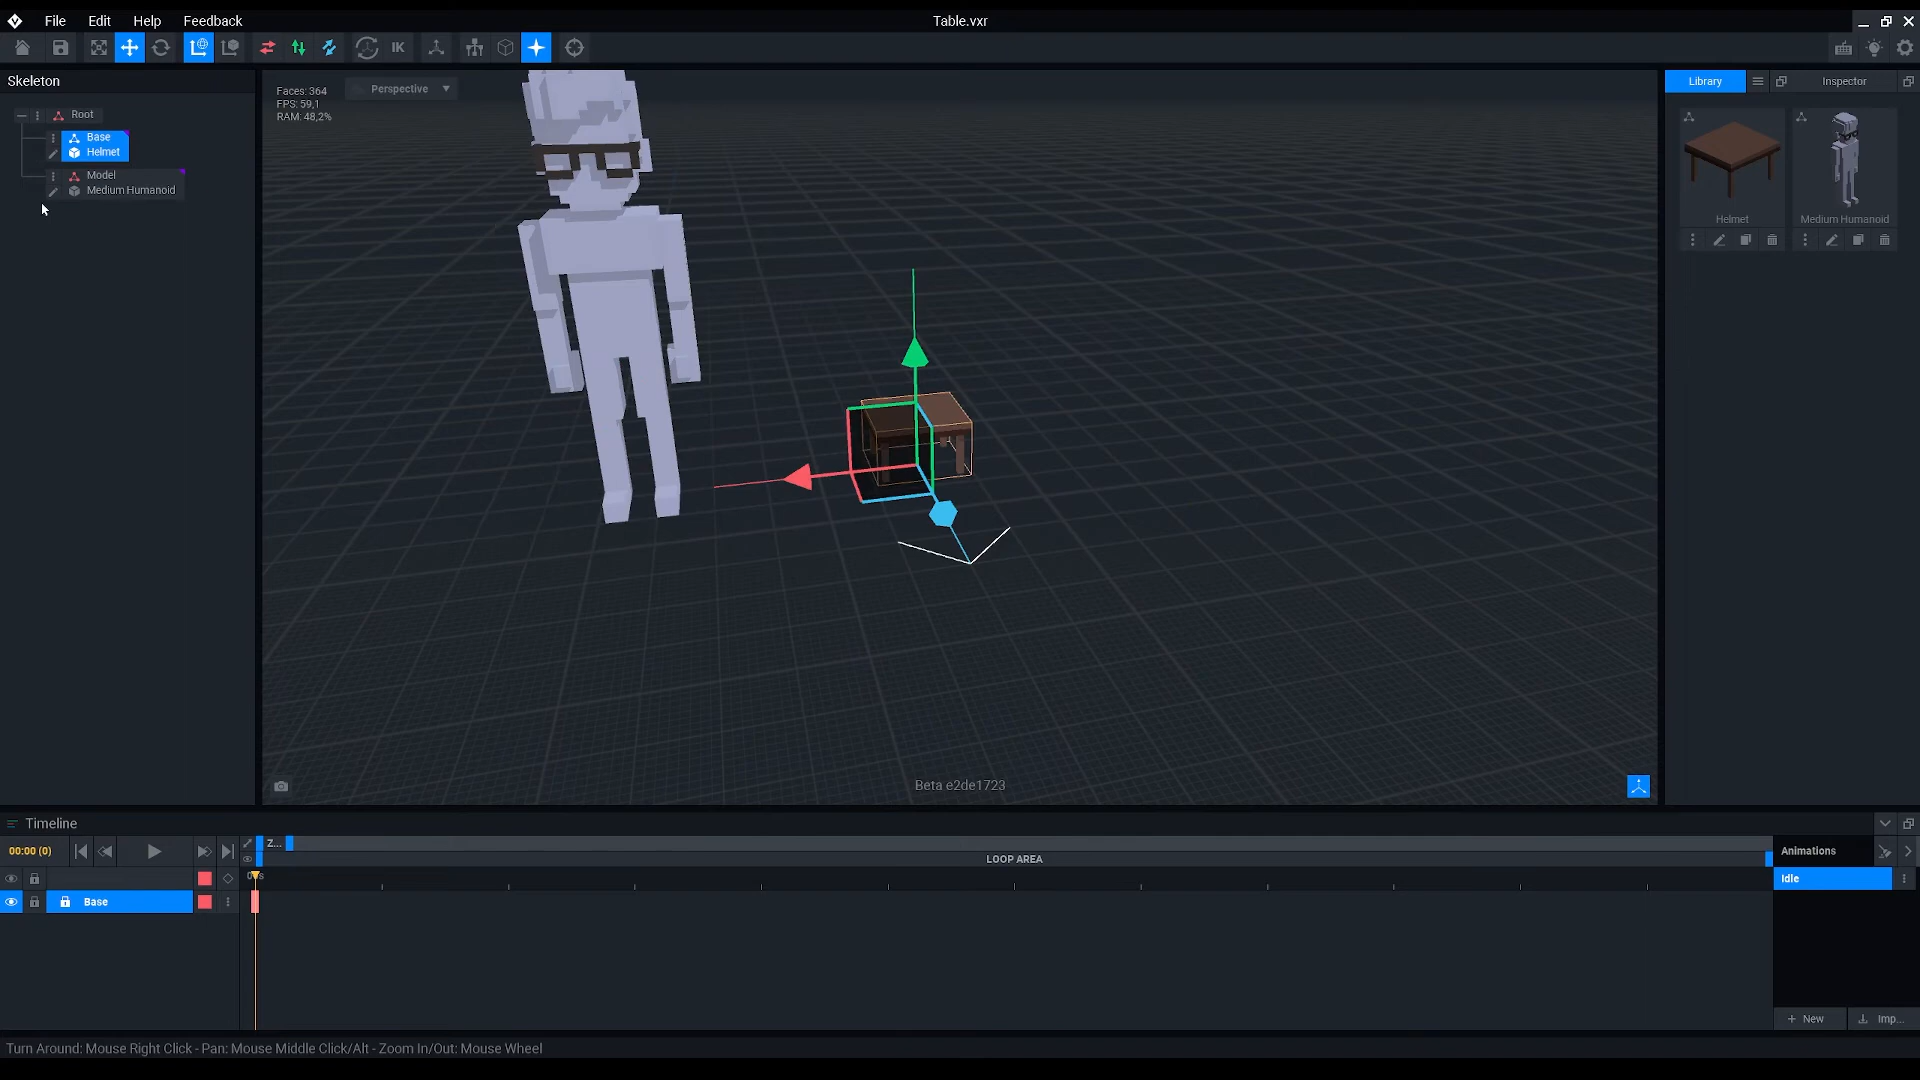 File Edit Help Feedback
Table.vxr
IK
Skeleton
Root
Base
Helmet
Model
Medium Humanoid
Faces: 364
FPS: 59,1
RAM: 48,2%
Perspective
Beta e2de1723
Library
Inspector
Helmet
Medium Humanoid
Timeline
00:00 (0)
Z...
LOOP AREA
Base
Animations
Idle
New
Imp...
Turn Around: Mouse Right Click - Pan: Mouse Middle Click/Alt - Zoom In/Out: Mouse Wheel